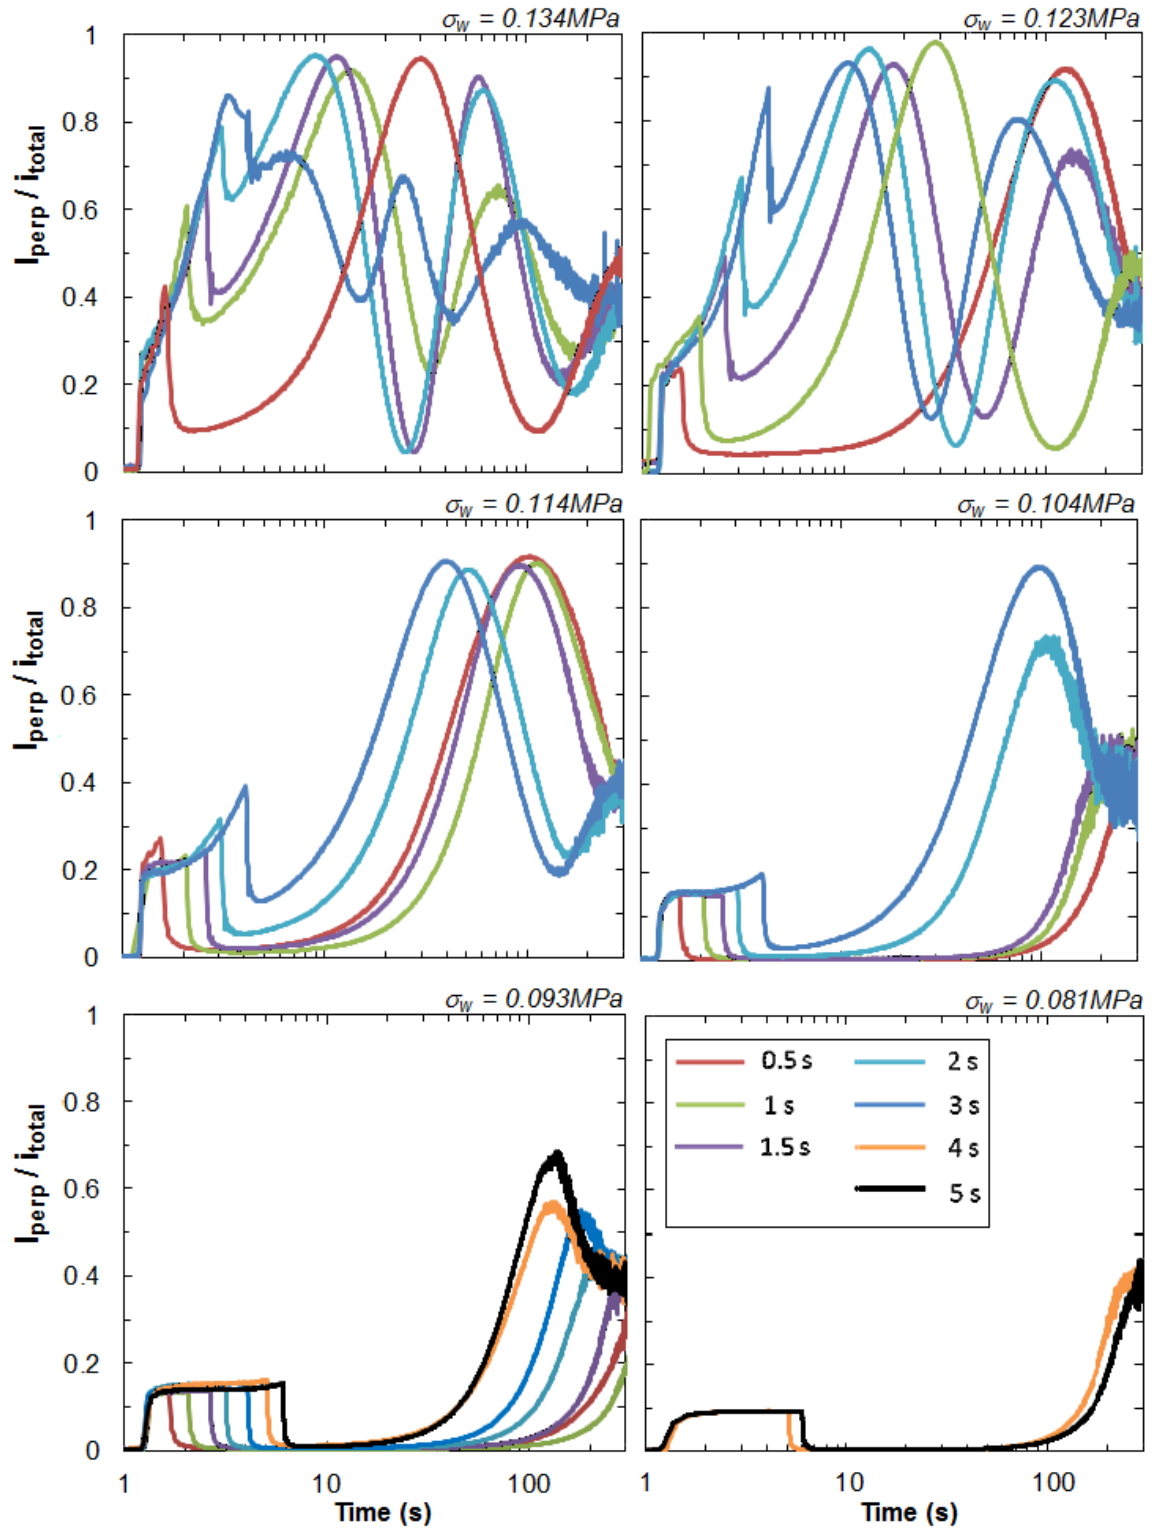 σW = 0.134MPa
σW = 0.123MPa
1
0.8
0.6
0.4
0.2
0
Iperp / itotal
σW = 0.114MPa
σW = 0.104MPa
1
0.8
0.6
0.4
0.2
0
Iperp / itotal
1
10
100
σW = 0.093MPa
σW = 0.081MPa
1
0.8
0.6
0.4
0.2
0
Iperp / itotal
0.5 s
2 s
1 s
3 s
1.5 s
4 s
5 s
1
10
100
1
10
100
Time (s)
Time (s)